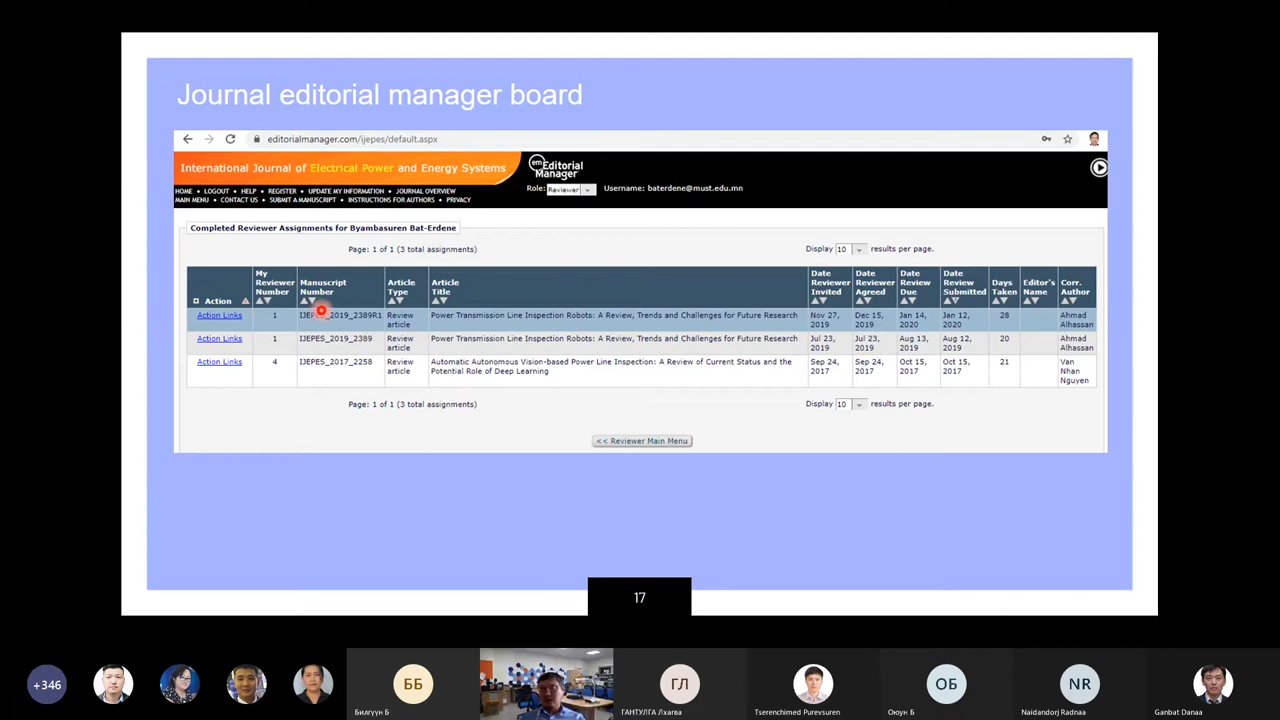 Journal editorial manager board
editorialmanager.com/ijepes/default.aspx
International Journal of Electrical Power and Energy Systems
em Editorial Manager
Role: Reviewer Username: baterdene@must.edu.mn
HOME • LOGOUT • HELP • REGISTER • UPDATE MY INFORMATION • JOURNAL OVERVIEW
MAIN MENU • CONTACT US • SUBMIT A MANUSCRIPT • INSTRUCTIONS FOR AUTHORS • PRIVACY
Completed Reviewer Assignments for Byambasuren Bat-Erdene
Page: 1 of 1 (3 total assignments) Display 10 results per page.
Action My Reviewer Number Manuscript Number Article Type Article Title Date Reviewer Invited Date Reviewer Agreed Date Review Due Date Review Submitted Days Taken Editor's Name Corr. Author
Action Links 1 IJEPES_2019_2389R1 Review article Power Transmission Line Inspection Robots: A Review, Trends and Challenges for Future Research Nov 27, 2019 Dec 15, 2019 Jan 14, 2020 Jan 12, 2020 28 Ahmad Alhassan
Action Links 1 IJEPES_2019_2389 Review article Power Transmission Line Inspection Robots: A Review, Trends and Challenges for Future Research Jul 23, 2019 Jul 23, 2019 Aug 13, 2019 Aug 12, 2019 20 Ahmad Alhassan
Action Links 4 IJEPES_2017_2258 Review article Automatic Autonomous Vision-based Power Line Inspection: A Review of Current Status and the Potential Role of Deep Learning Sep 24, 2017 Sep 24, 2017 Oct 15, 2017 Oct 15, 2017 21 Van Nhan Nguyen
Page: 1 of 1 (3 total assignments) Display 10 results per page.
<< Reviewer Main Menu
17
+346
ББ
ГЛ
ОБ
NR
Билгүүн Б
ГАНТУЛГА Лхагва
Tserenchimed Purevsuren
Оюун Б
Naidandorj Radnaa
Ganbat Danaa